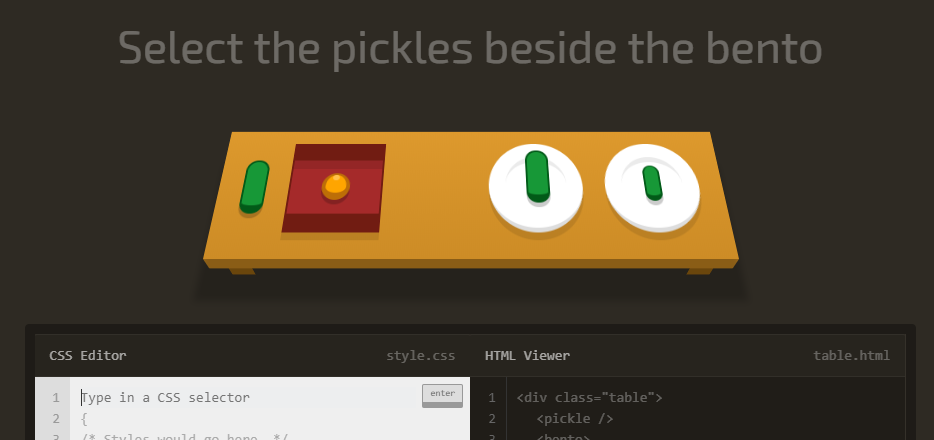 Select the pickles beside the bento
CSS Editor
style.css
1 Type in a CSS selector
enter
2 {
3 /* Styles would go here. */
HTML Viewer
table.html
1 <div class="table">
2 <pickle />
3 <bento>